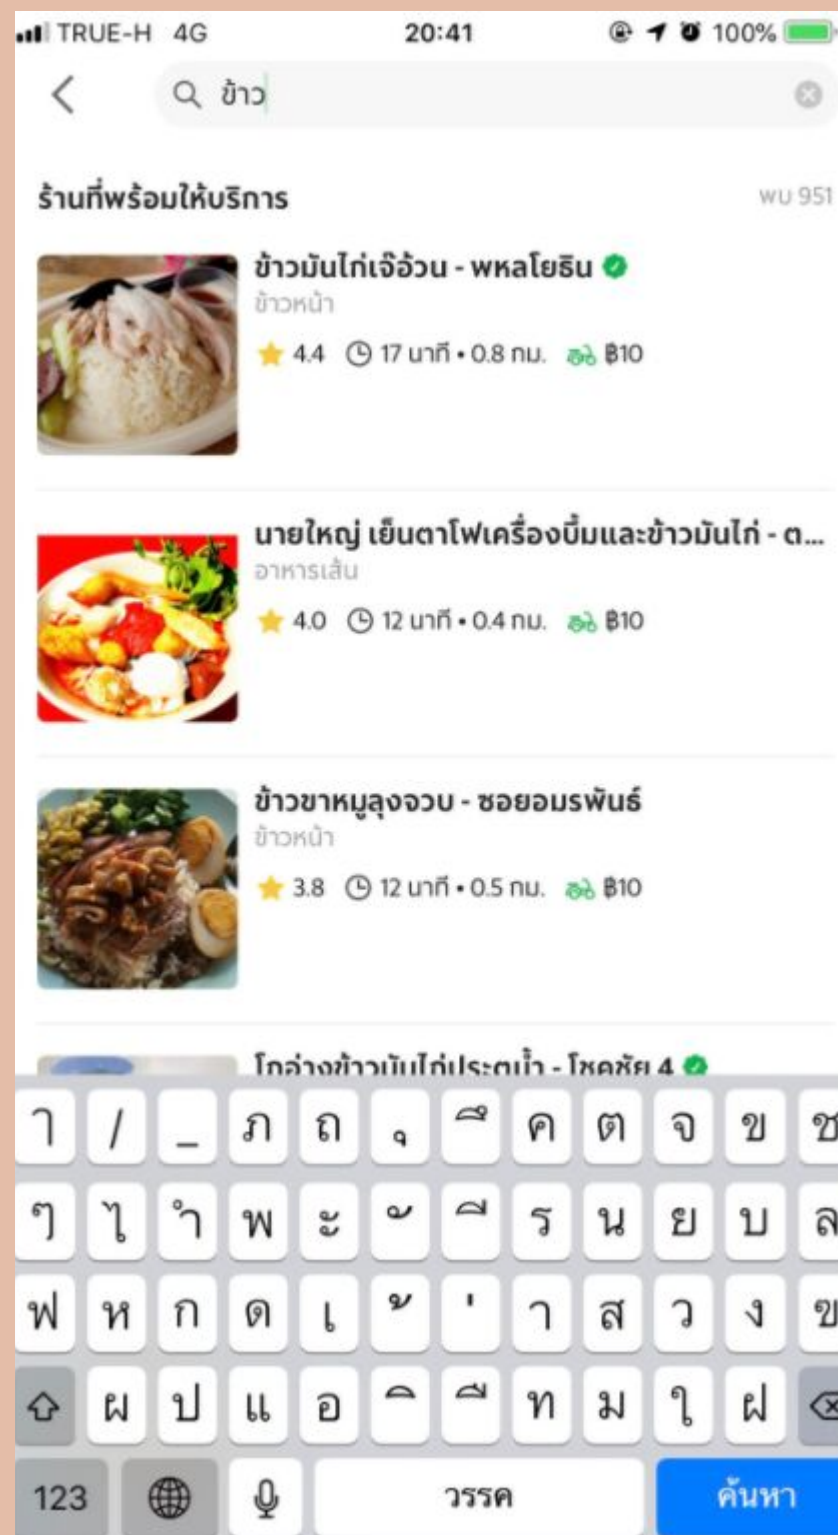 TRUE-H 4G 20:41 100%
ข้าว
ร้านที่พร้อมให้บริการ พบ 951
ข้าวมันไก่เจ๊อ้วน - พหลโยธิน
ข้าวหน้า
4.4 17 นาที • 0.8 กม. ฿10
นายใหญ่ เย็นตาโฟเครื่องบิ้มและข้าวมันไก่ - ต...
อาหารเส้น
4.0 12 นาที • 0.4 กม. ฿10
ข้าวขาหมูลุงจวบ - ซอยอมรพันธ์
ข้าวหน้า
3.8 12 นาที • 0.5 กม. ฿10
โกอ่างข้าวมันไก่ประตูน้ำ - โชคชัย 4
ๅ / _ ภ ถ ุ ึ ค ต จ ข ช
ๆ ไ ำ พ ะ ั ี ร น ย บ ล
ฟ ห ก ด เ ้ ่ า ส ว ง ข
ผ ป แ อ ิ ื ท ม ใ ฝ
123 วรรค ค้นหา